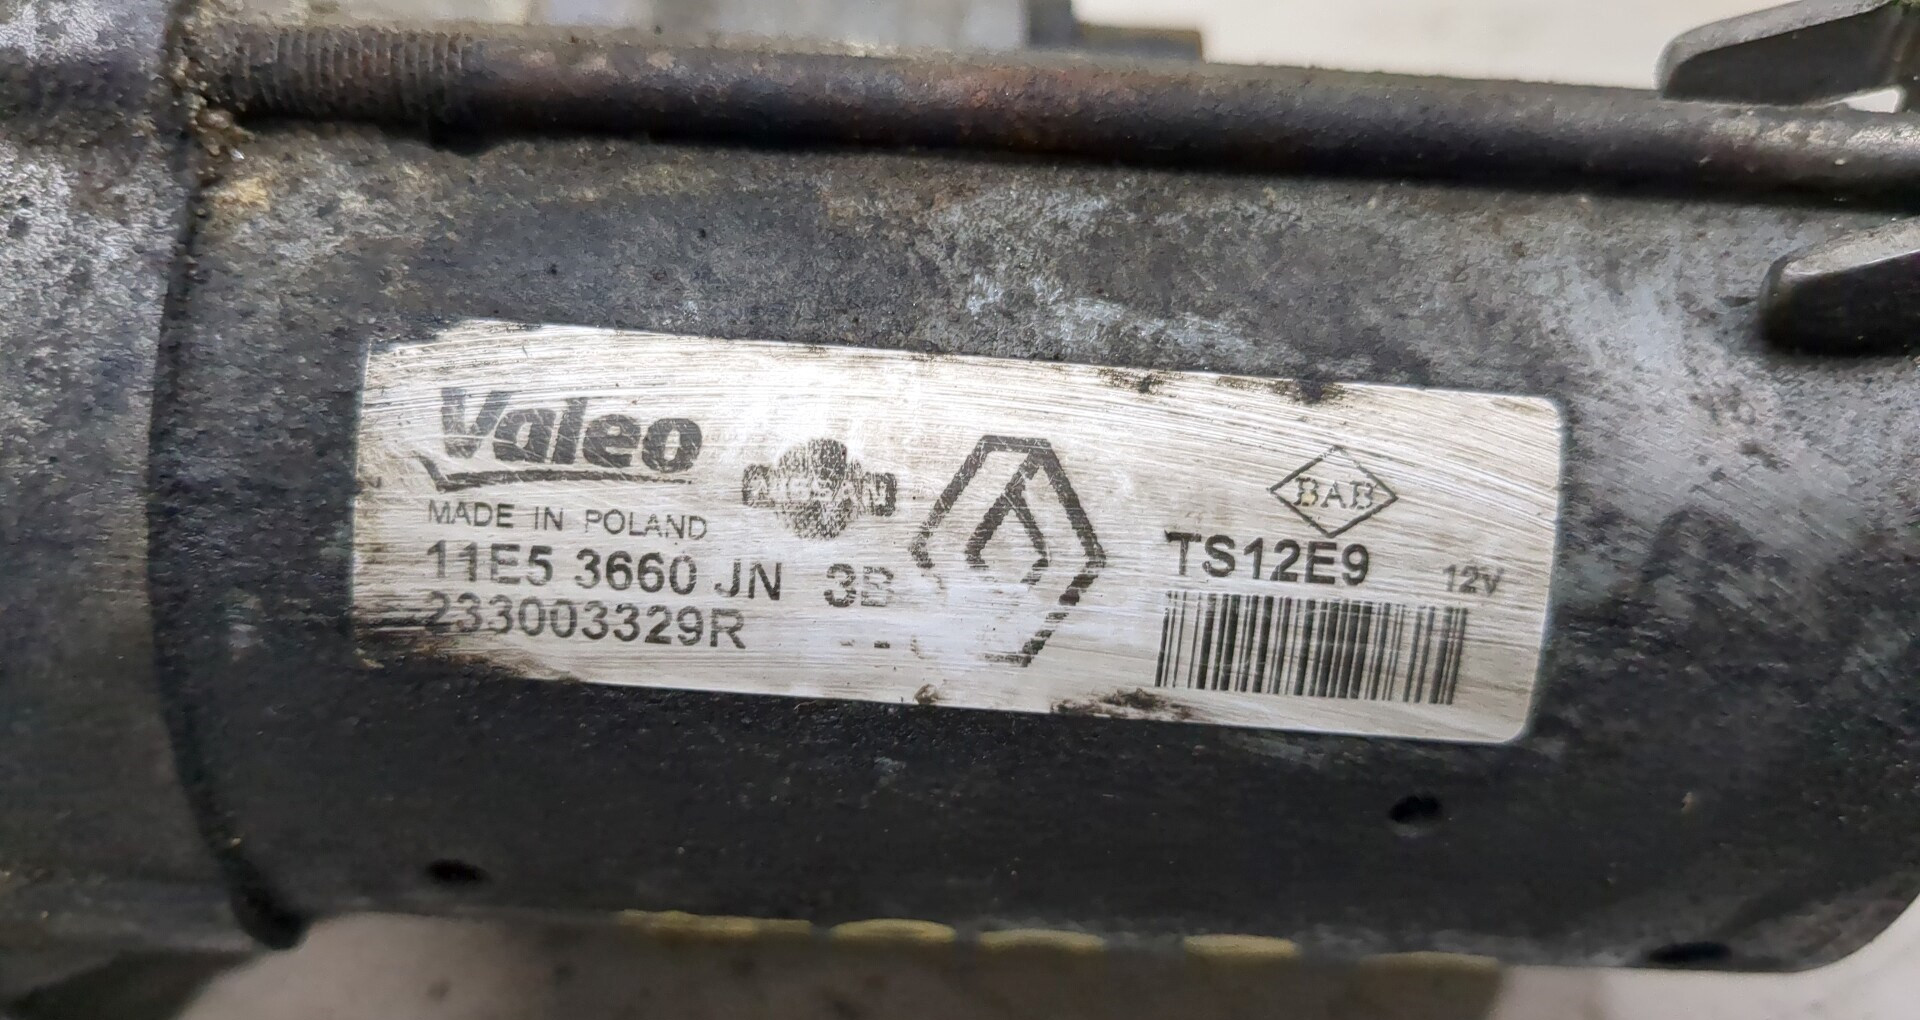 Valeo
NISSAN
MADE IN POLAND
11E5 3660 JN 3B
233003329R
BAB
TS12E9 12V